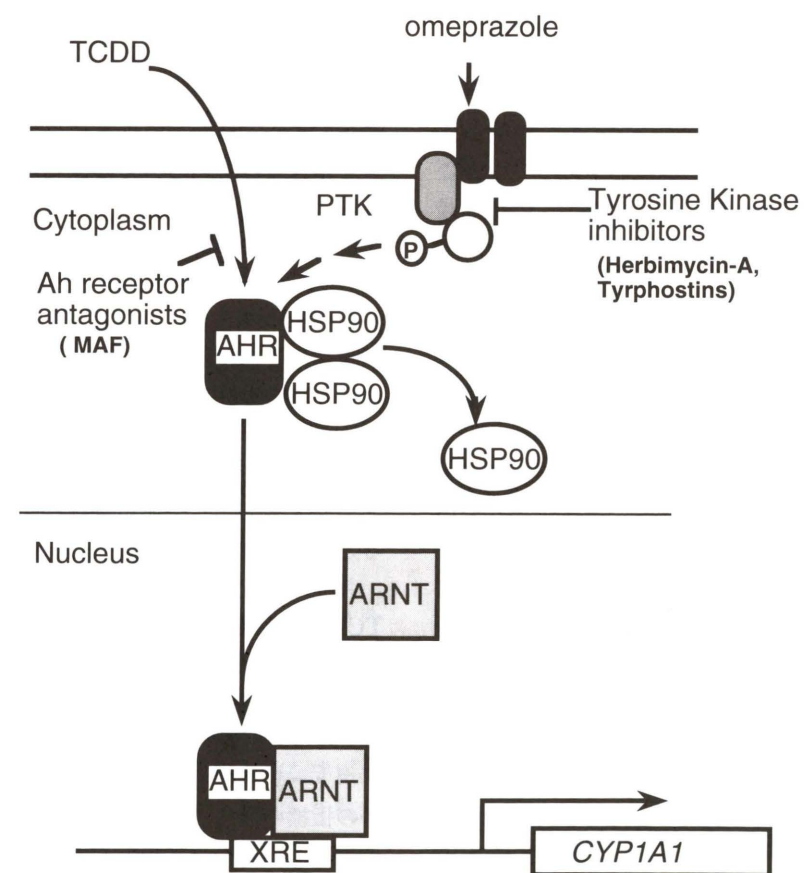 omeprazole
TCDD
PTK
Tyrosine Kinase
inhibitors
(Herbimycin-A,
Tyrphostins)
Cytoplasm
P
Ah receptor
antagonists
( MAF)
AHR
HSP90
HSP90
HSP90
Nucleus
ARNT
AHR
ARNT
XRE
CYP1A1